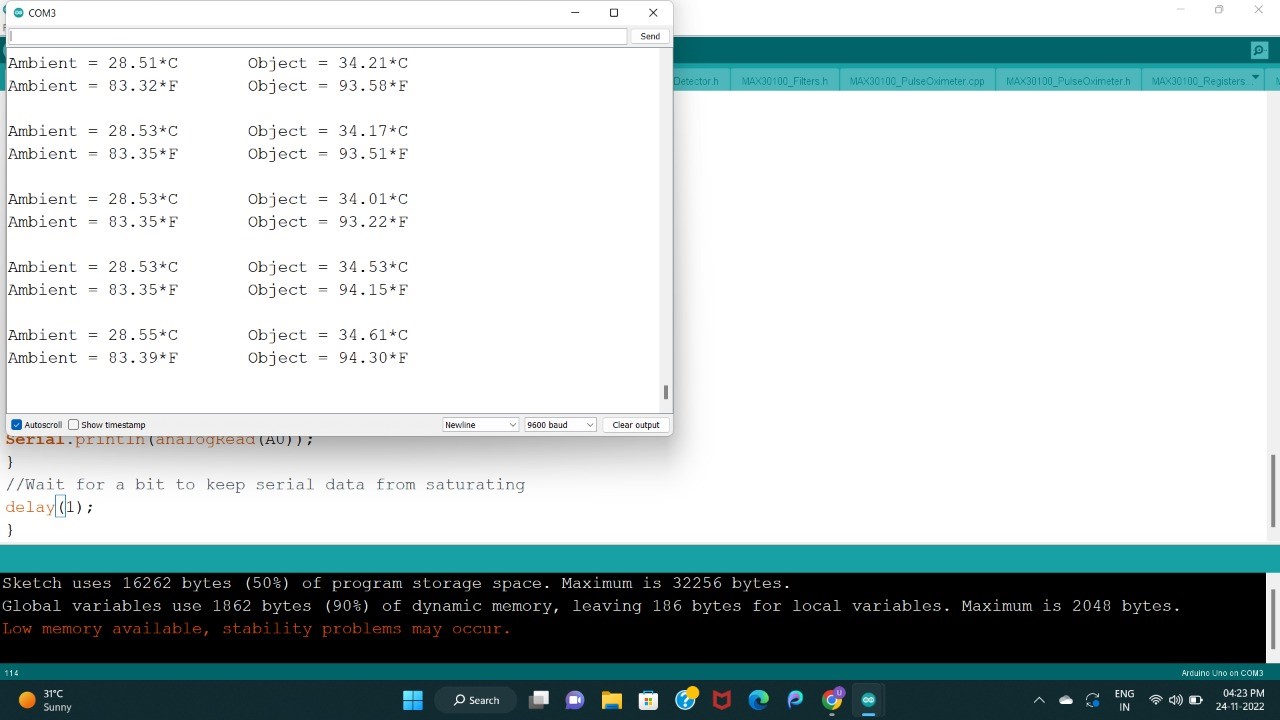 COM3
Send
Ambient = 28.51*C Object = 34.21*C
Ambient = 83.32*F Object = 93.58*F
Ambient = 28.53*C Object = 34.17*C
Ambient = 83.35*F Object = 93.51*F
Ambient = 28.53*C Object = 34.01*C
Ambient = 83.35*F Object = 93.22*F
Ambient = 28.53*C Object = 34.53*C
Ambient = 83.35*F Object = 94.15*F
Ambient = 28.55*C Object = 34.61*C
Ambient = 83.39*F Object = 94.30*F
Autoscroll Show timestamp Newline 9600 baud Clear output
Detector.h MAX30100_Filters.h MAX30100_PulseOximeter.cpp MAX30100_PulseOximeter.h MAX30100_Registers.
Serial.println(analogRead(A0));
}
//Wait for a bit to keep serial data from saturating
delay(1);
}
Sketch uses 16262 bytes (50%) of program storage space. Maximum is 32256 bytes.
Global variables use 1862 bytes (90%) of dynamic memory, leaving 186 bytes for local variables. Maximum is 2048 bytes.
Low memory available, stability problems may occur.
114 Arduino Uno on COM3
31°C
Sunny
Search
ENG
IN
04:23 PM
24-11-2022